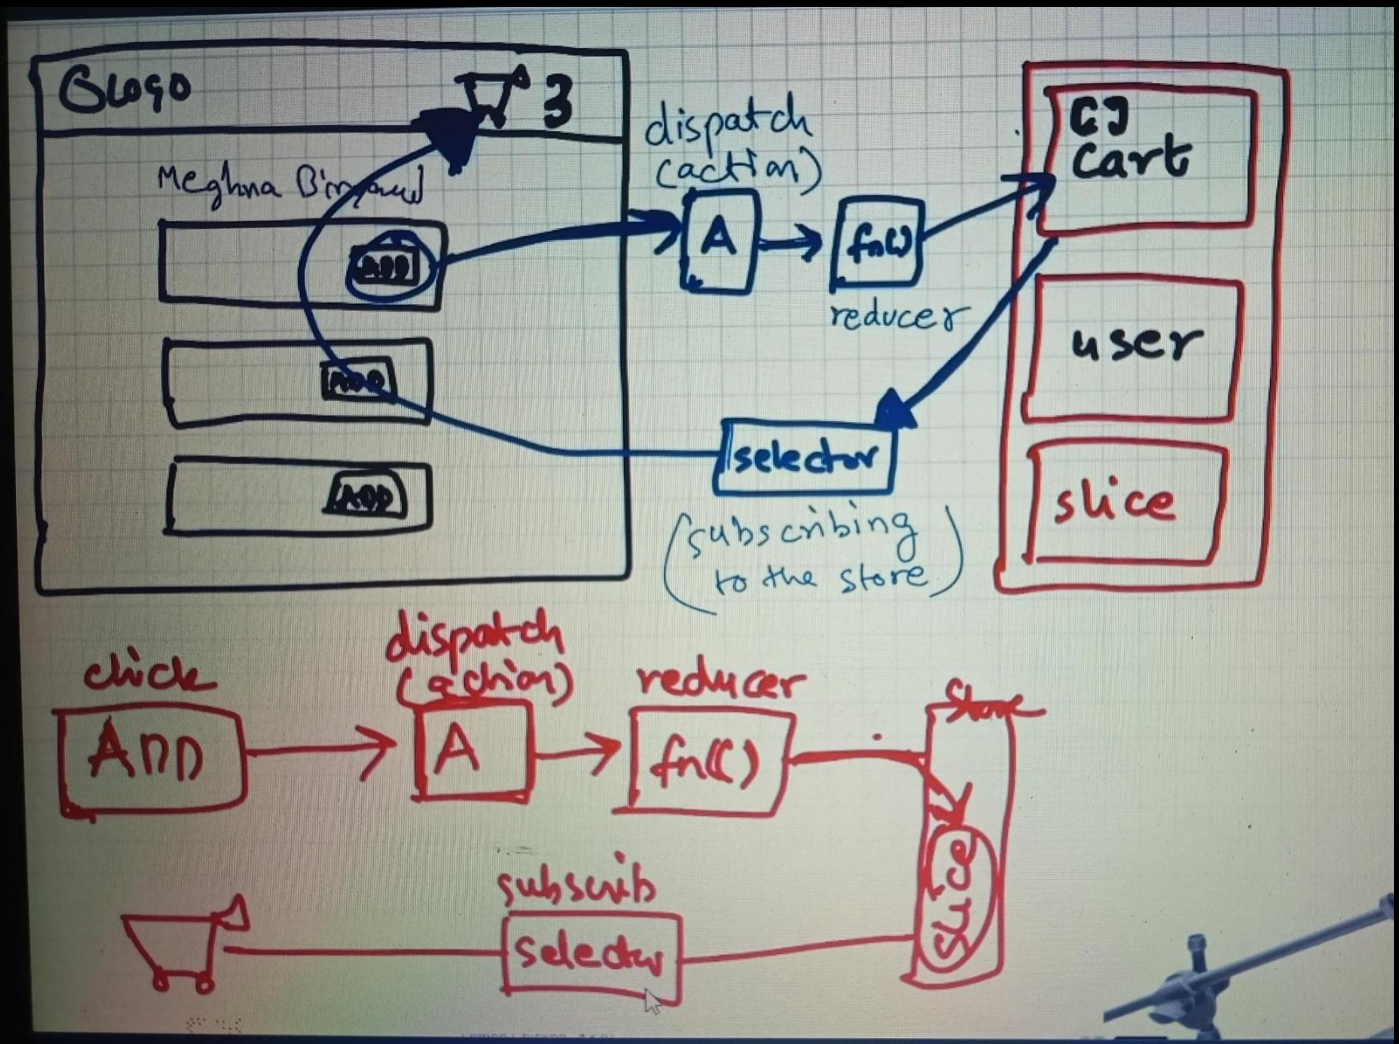 Logo
3
Meghna Biryani
ADD
ADD
ADD
dispatch
(action)
A
fn()
reducer
[]
cart
user
slice
selector
(subscribing
to the store)
click
ADD
dispatch
(action)
A
reducer
fn()
Store
slice
subscrib
selector